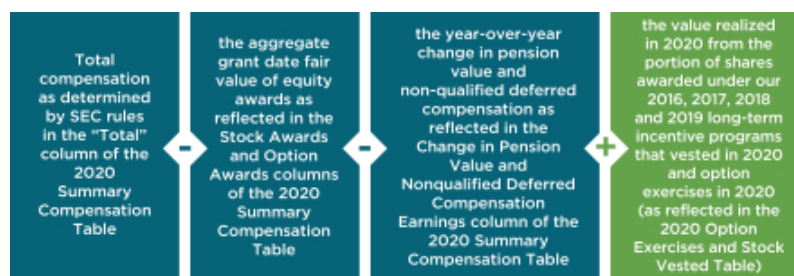 Total
compensation
as determined
by SEC rules
in the “Total”
column of the
2020
Summary
Compensation
Table
-
the aggregate
grant date fair
value of equity
awards as
reflected in the
Stock Awards
and Option
Awards columns
of the 2020
Summary
Compensation
Table
-
the year-over-year
change in pension
value and
non-qualified deferred
compensation as
reflected in the
Change in Pension
Value and
Nonqualified Deferred
Compensation
Earnings column of the
2020 Summary
Compensation Table
+
the value realized
in 2020 from the
portion of shares
awarded under our
2016, 2017, 2018
and 2019 long-term
incentive programs
that vested in 2020
and option
exercises in 2020
(as reflected in the
2020 Option
Exercises and Stock
Vested Table)